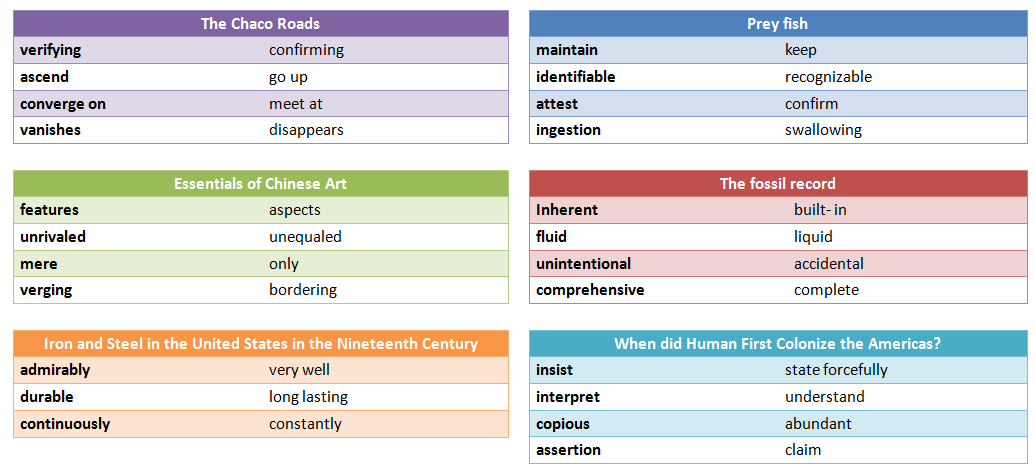 The Chaco Roads
verifying confirming
ascend go up
converge on meet at
vanishes disappears
Prey fish
maintain keep
identifiable recognizable
attest confirm
ingestion swallowing
Essentials of Chinese Art
features aspects
unrivaled unequaled
mere only
verging bordering
The fossil record
Inherent built- in
fluid liquid
unintentional accidental
comprehensive complete
Iron and Steel in the United States in the Nineteenth Century
admirably very well
durable long lasting
continuously constantly
When did Human First Colonize the Americas?
insist state forcefully
interpret understand
copious abundant
assertion claim